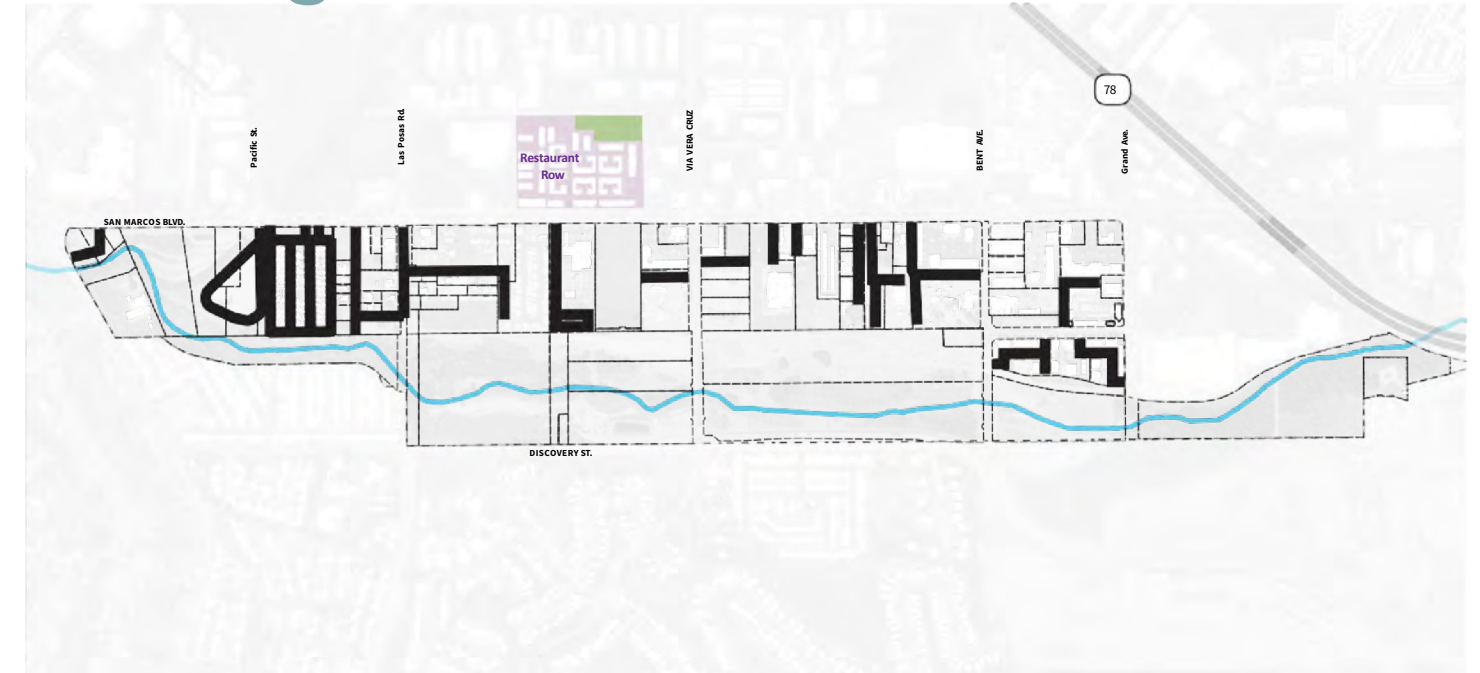 78
Pacific St.
Las Posas Rd.
VIA VERA CRUZ
BENT AVE.
Grand Ave.
Restaurant
Row
SAN MARCOS BLVD.
DISCOVERY ST.